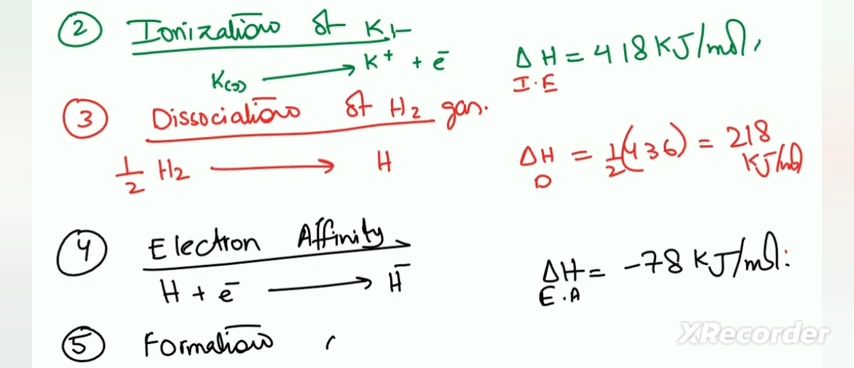 ② Ionization of K+
K(g) ⟶ K⁺ + e⁻ ΔH I.E = 418 KJ/mol,
③ Dissociation of H₂ gas.
1/2 H₂ ⟶ H ΔH D = 1/2(436) = 218 KJ/mol
④ Electron Affinity
H + e⁻ ⟶ H⁻ ΔH E.A = -78 KJ/mol:
⑤ Formation (
XRecorder